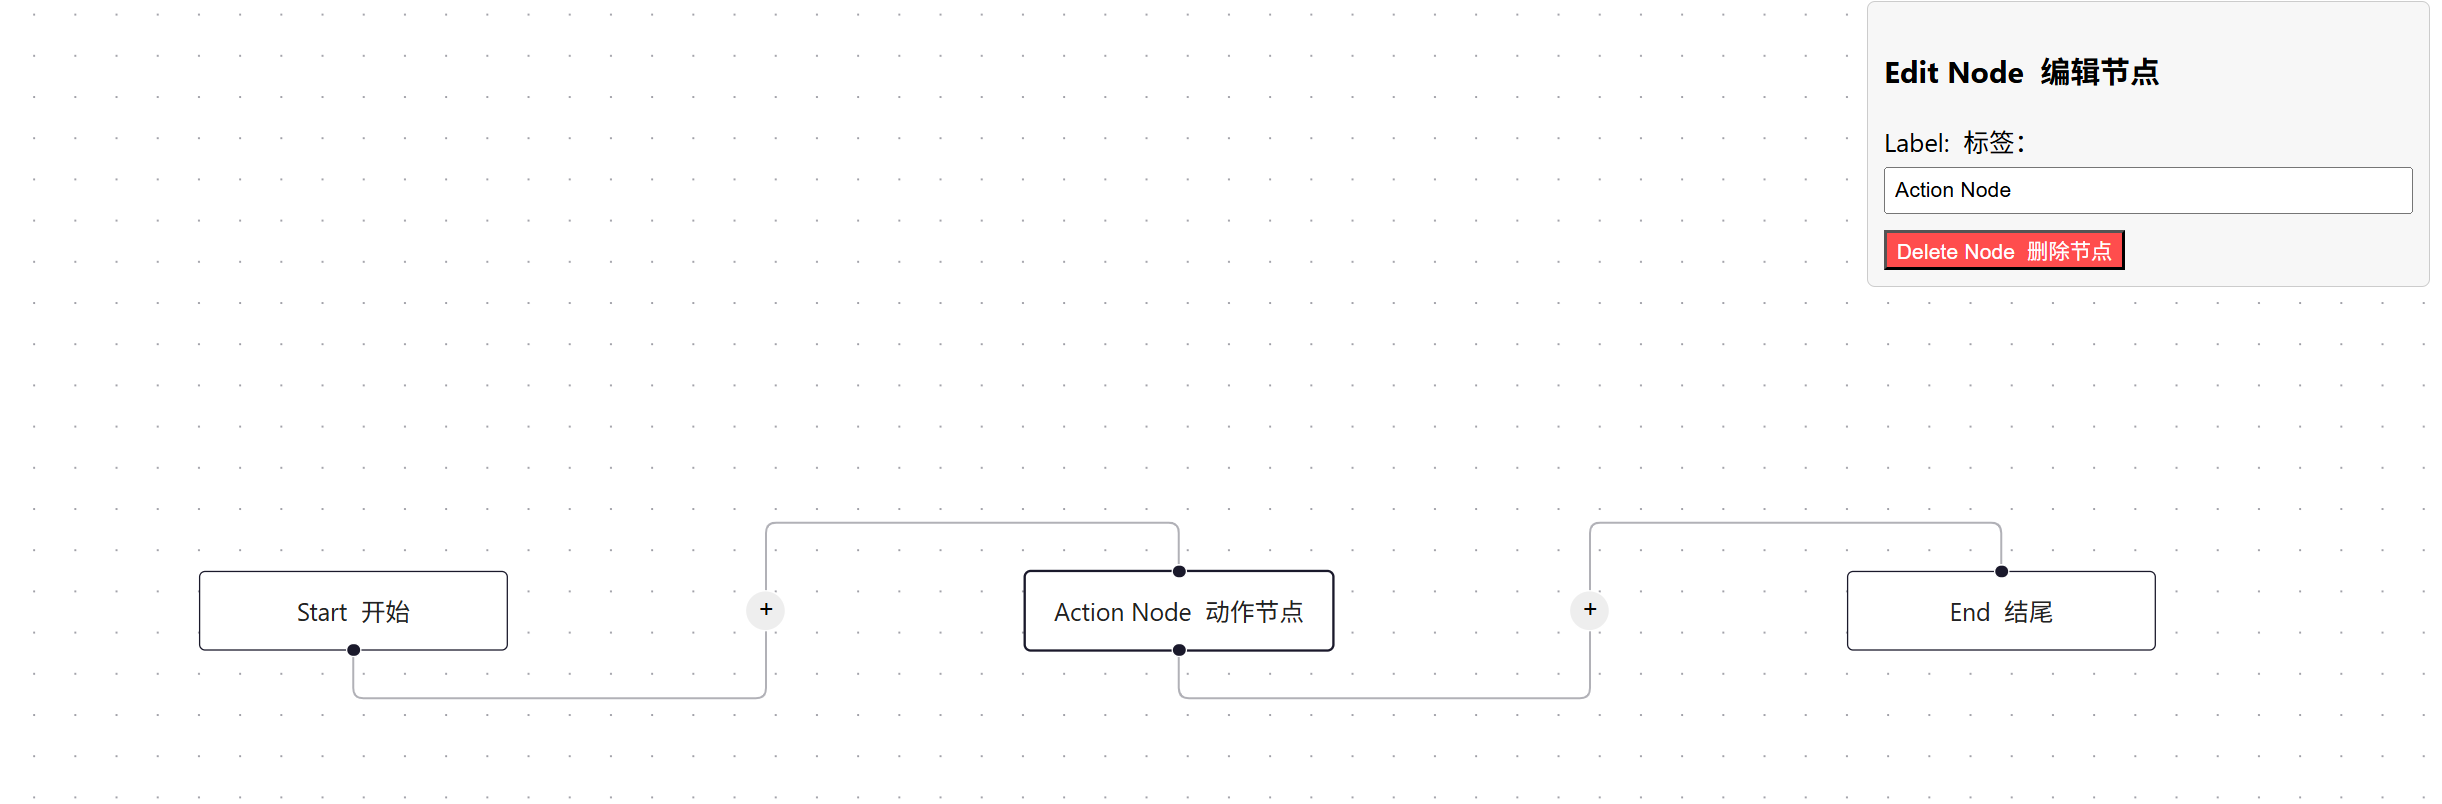 Edit Node 编辑节点
Label: 标签：
Action Node
Delete Node 删除节点
Start 开始
+
Action Node 动作节点
+
End 结尾